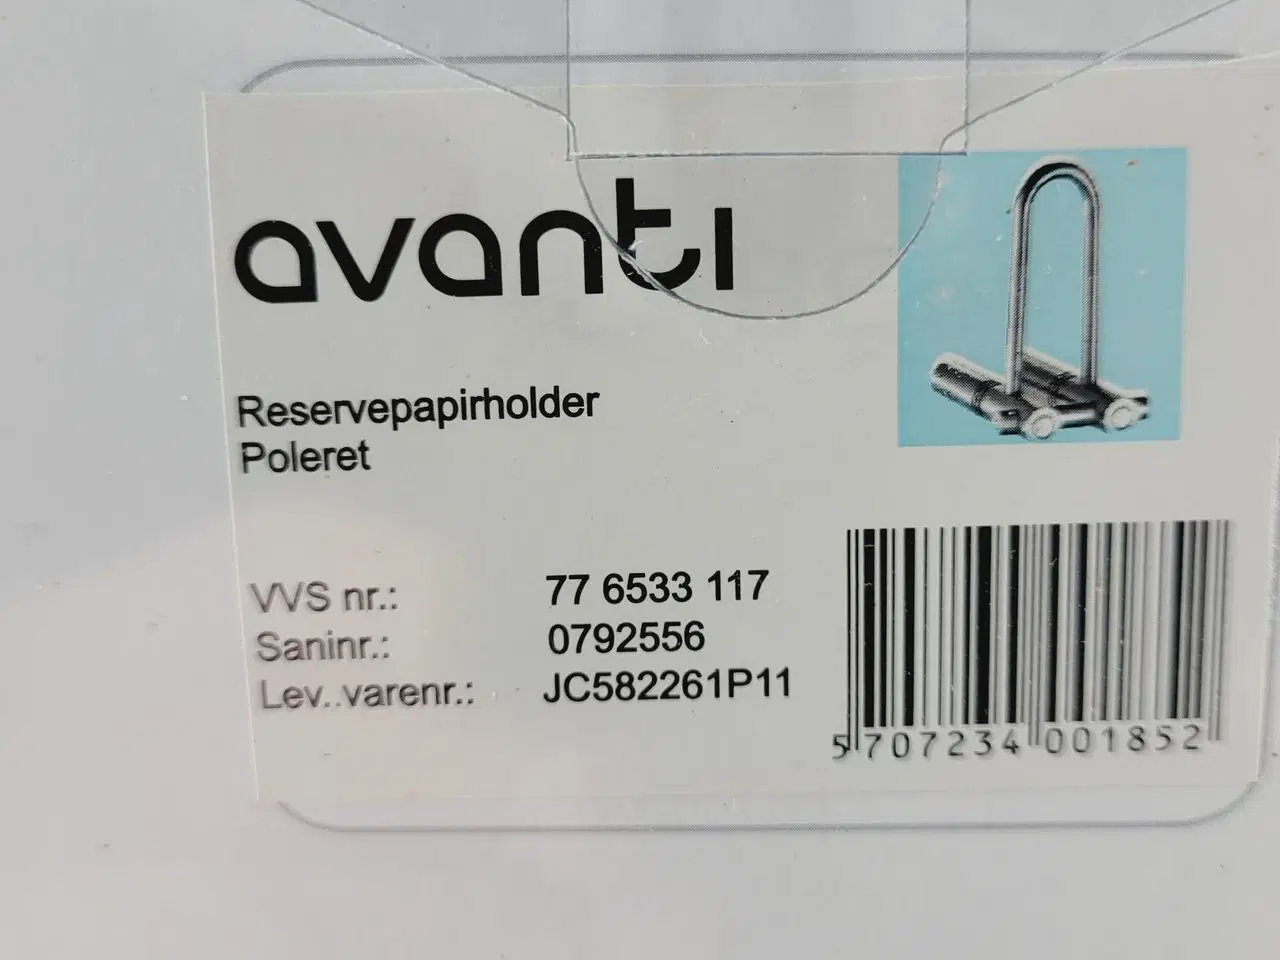 avanti
Reservepapirholder
Poleret
VVS nr.: 77 6533 117
Saninr.: 0792556
Lev..varenr.: JC582261P11
5 707234 001852